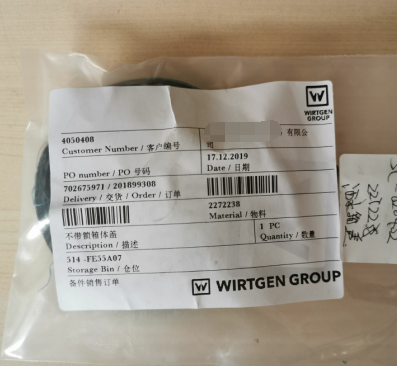 WIRTGEN
GROUP
4050408
Customer Number / 客户编号
有限公
司
17.12.2019
Date / 日期
PO number / PO 号码
702675971 / 201899308
Delivery / 交货 / Order / 订单
2272238
Material / 物料
不带锁箱体盖
Description / 描述
1 PC
Quantity / 数量
514 -FE55A07
Storage Bin / 仓位
备件销售订单
WIRTGEN GROUP